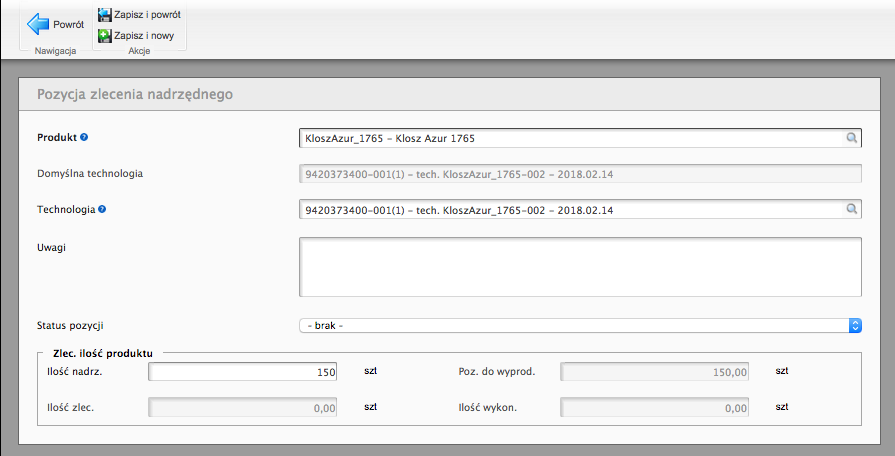 Powrót
Nawigacja
Zapisz i powrót
Zapisz i nowy
Akcje
Pozycja zlecenia nadrzędnego
Produkt ?
KloszAzur_1765 - Klosz Azur 1765
Domyślna technologia
9420373400-001(1) - tech. KloszAzur_1765-002 - 2018.02.14
Technologia ?
9420373400-001(1) - tech. KloszAzur_1765-002 - 2018.02.14
Uwagi
Status pozycji
- brak -
Zlec. ilość produktu
Ilość nadrz. 150 szt Poz. do wyprod. 150,00 szt
Ilość zlec. 0,00 szt Ilość wykon. 0,00 szt